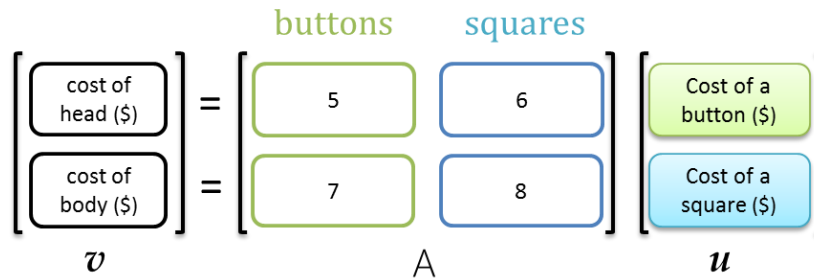 buttons squares
cost of
head ($)
=
5
6
Cost of a
button ($)
cost of
body ($)
=
7
8
Cost of a
square ($)
v
A
u